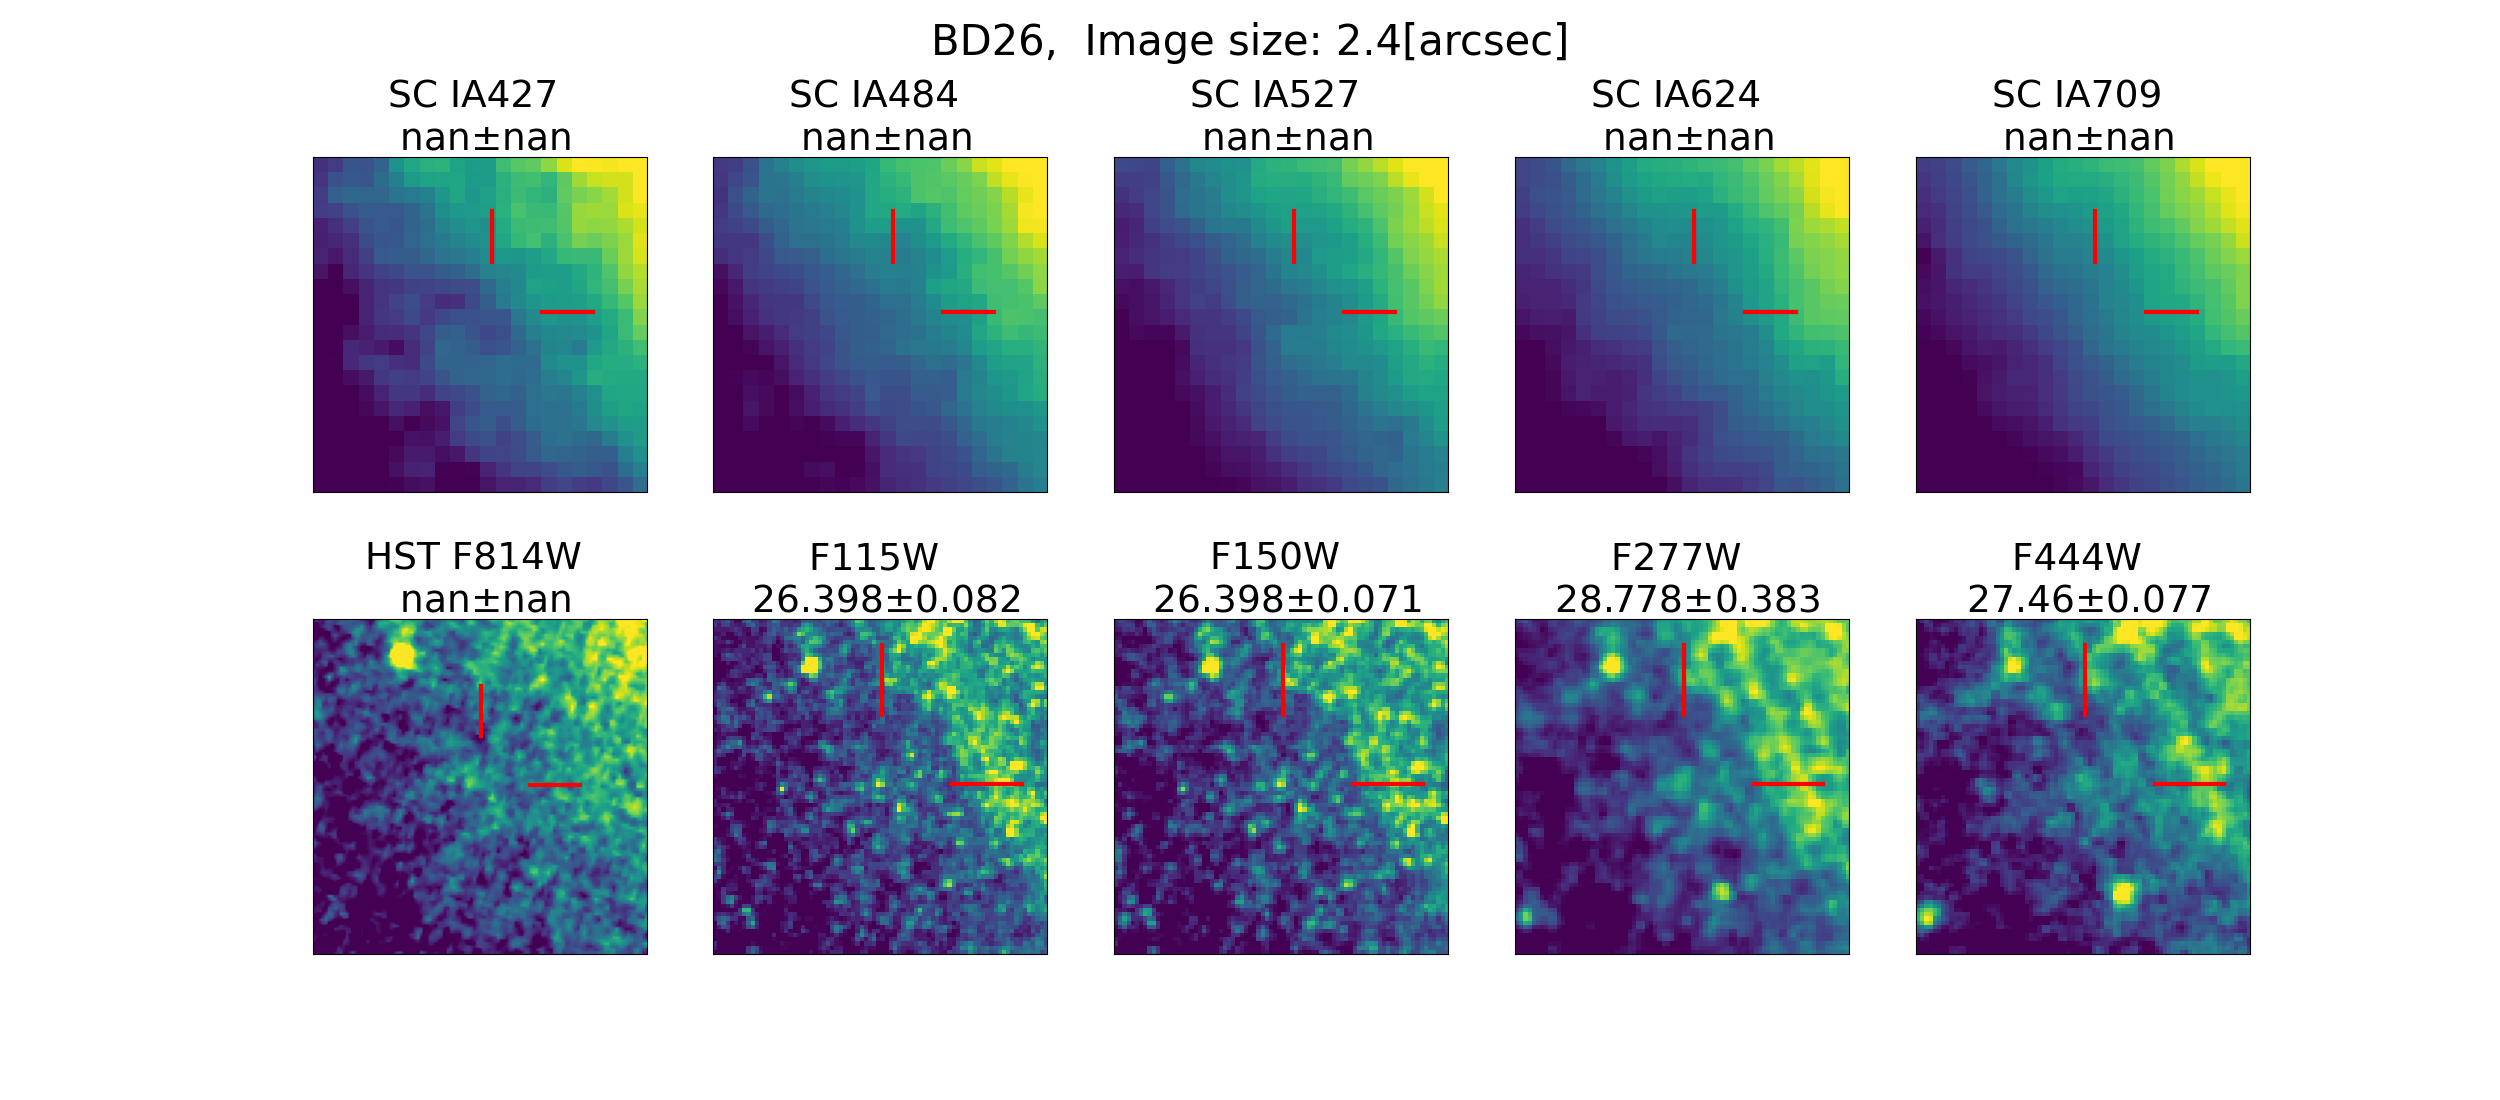 BD26,  Image size: 2.4[arcsec]
SC IA427
nan±nan
SC IA484
nan±nan
SC IA527
nan±nan
SC IA624
nan±nan
SC IA709
nan±nan
HST F814W
nan±nan
F115W
26.398±0.082
F150W
26.398±0.071
F277W
28.778±0.383
F444W
27.46±0.077